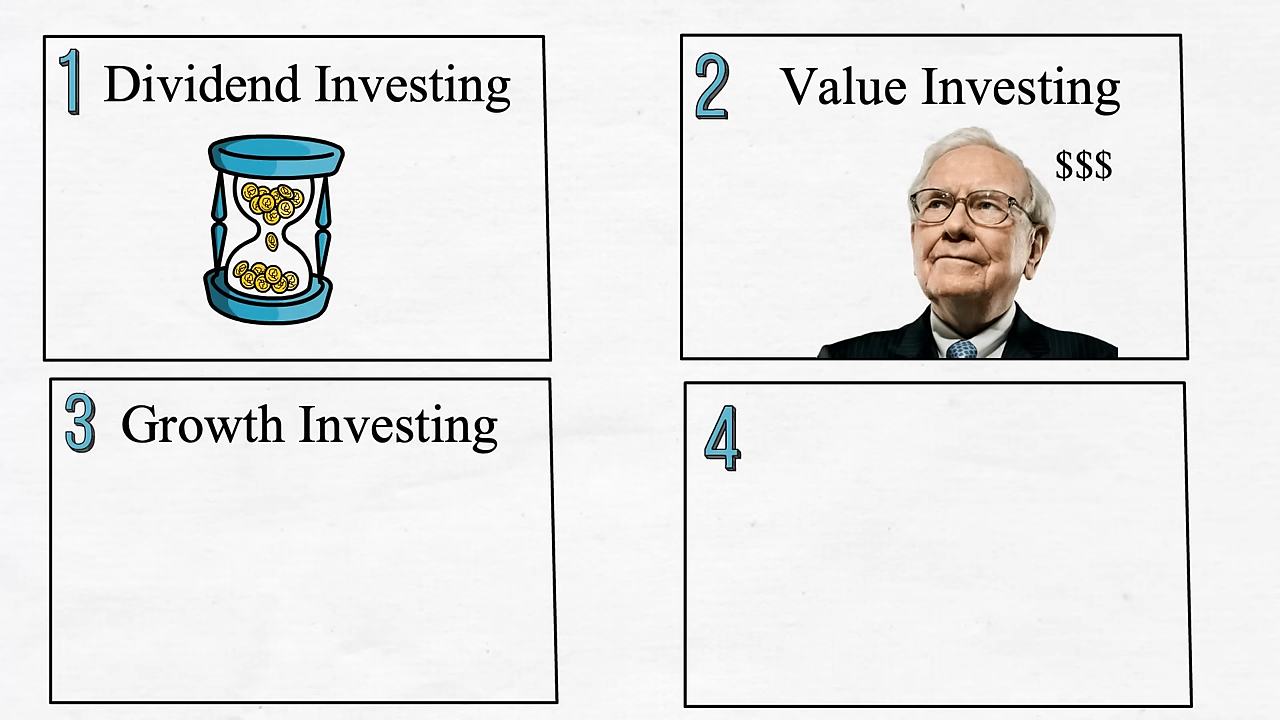 1 Dividend Investing
2 Value Investing
$$$
3 Growth Investing
4